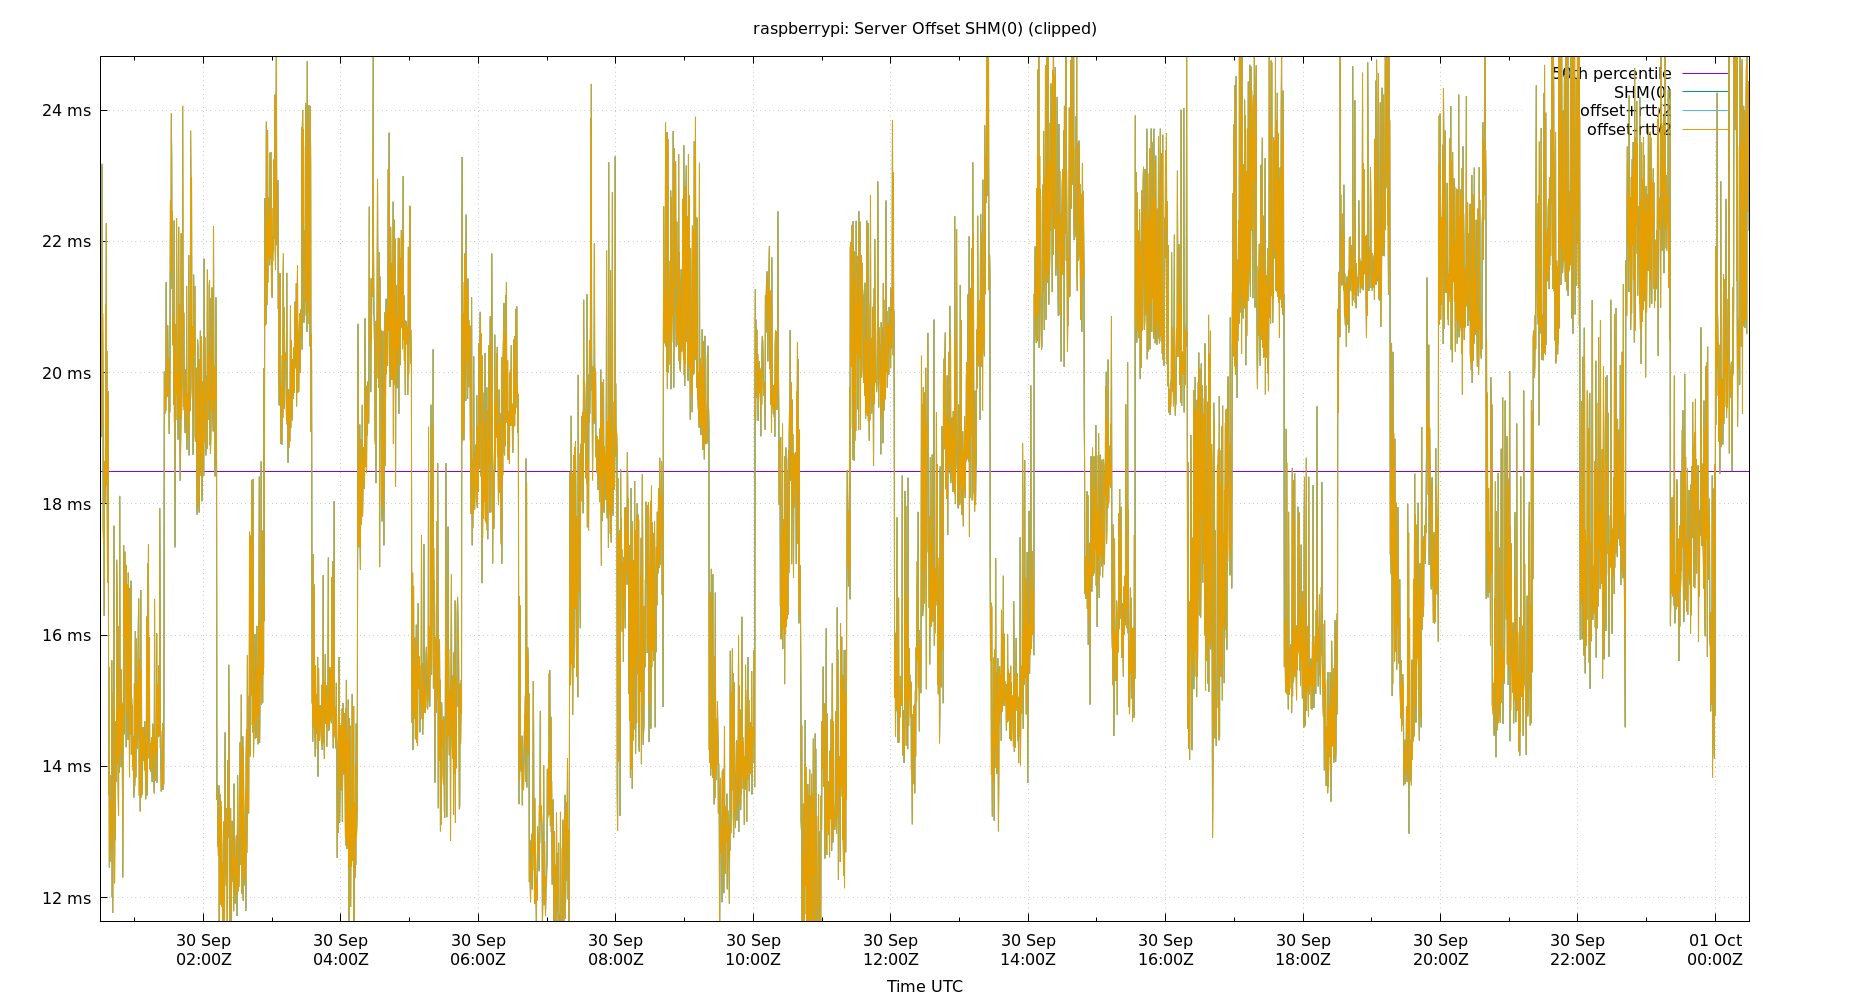 raspberrypi: Server Offset SHM(0) (clipped)
50th percentile
SHM(0)
offset+rtt/2
offset-rtt/2
24 ms
22 ms
20 ms
18 ms
16 ms
14 ms
12 ms
30 Sep 30 Sep 30 Sep 30 Sep 30 Sep 30 Sep 30 Sep 30 Sep 30 Sep 30 Sep 30 Sep 01 Oct
02:00Z 04:00Z 06:00Z 08:00Z 10:00Z 12:00Z 14:00Z 16:00Z 18:00Z 20:00Z 22:00Z 00:00Z
Time UTC